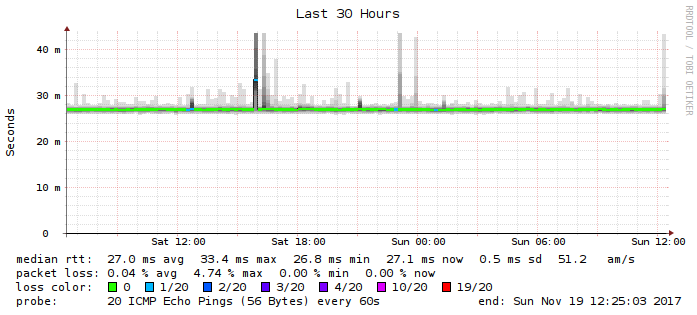 Last 30 Hours
RRDTOOL / TOBI OETIKER
Seconds
40 m
30 m
20 m
10 m
0
Sat 12:00 Sat 18:00 Sun 00:00 Sun 06:00 Sun 12:00
median rtt: 27.0 ms avg 33.4 ms max 26.8 ms min 27.1 ms now 0.5 ms sd 51.2 am/s
packet loss: 0.04 % avg 4.74 % max 0.00 % min 0.00 % now
loss color: 0 1/20 2/20 3/20 4/20 10/20 19/20
probe: 20 ICMP Echo Pings (56 Bytes) every 60s end: Sun Nov 19 12:25:03 2017